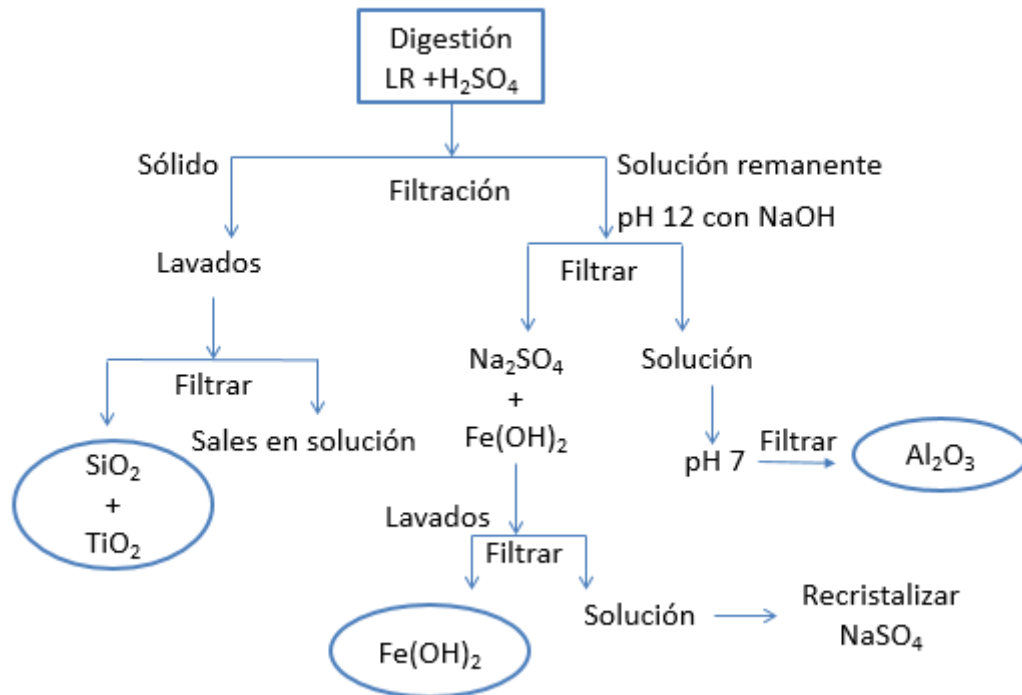 Digestión
LR +H₂SO₄
Sólido
Filtración
Solución remanente
pH 12 con NaOH
Lavados
Filtrar
Filtrar
Na₂SO₄
+
Fe(OH)₂
Solución
Sales en solución
SiO₂
+
TiO₂
pH 7
Filtrar
Al₂O₃
Lavados
Filtrar
Fe(OH)₂
Solución
Recristalizar
NaSO₄